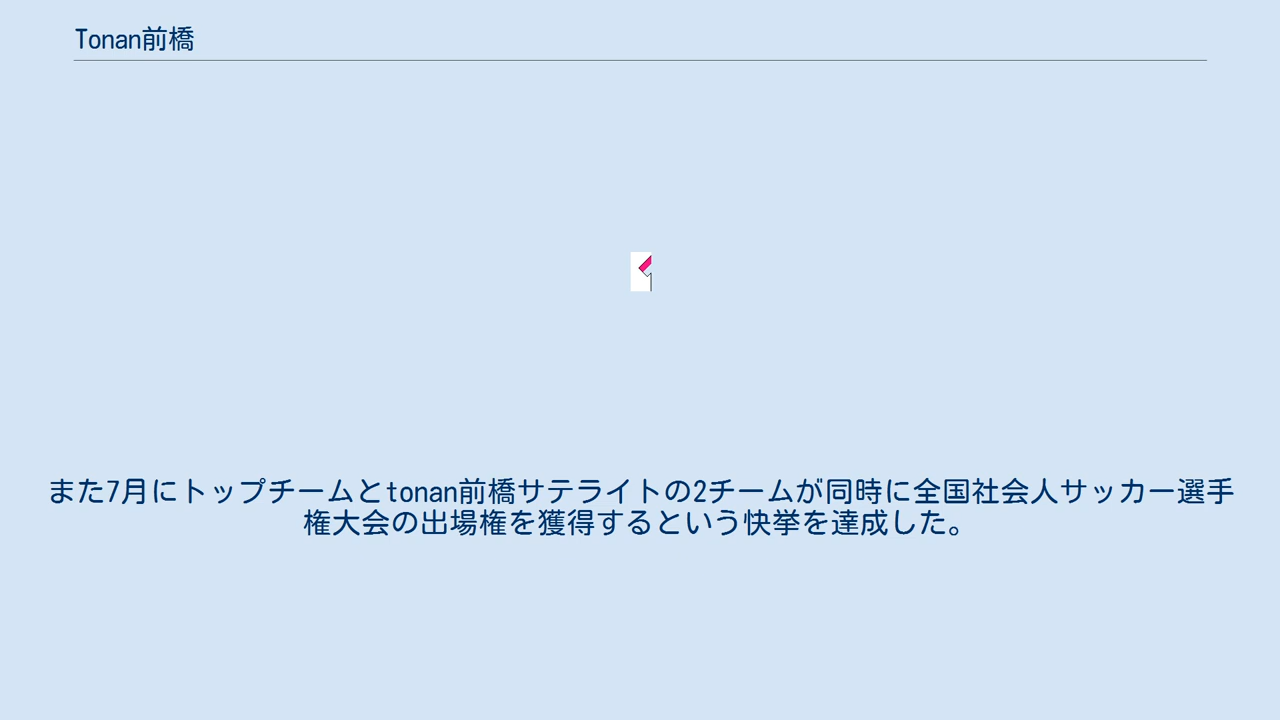 Tonan前橋
また7月にトップチームとtonan前橋サテライトの2チームが同時に全国社会人サッカー選手
権大会の出場権を獲得するという快挙を達成した。